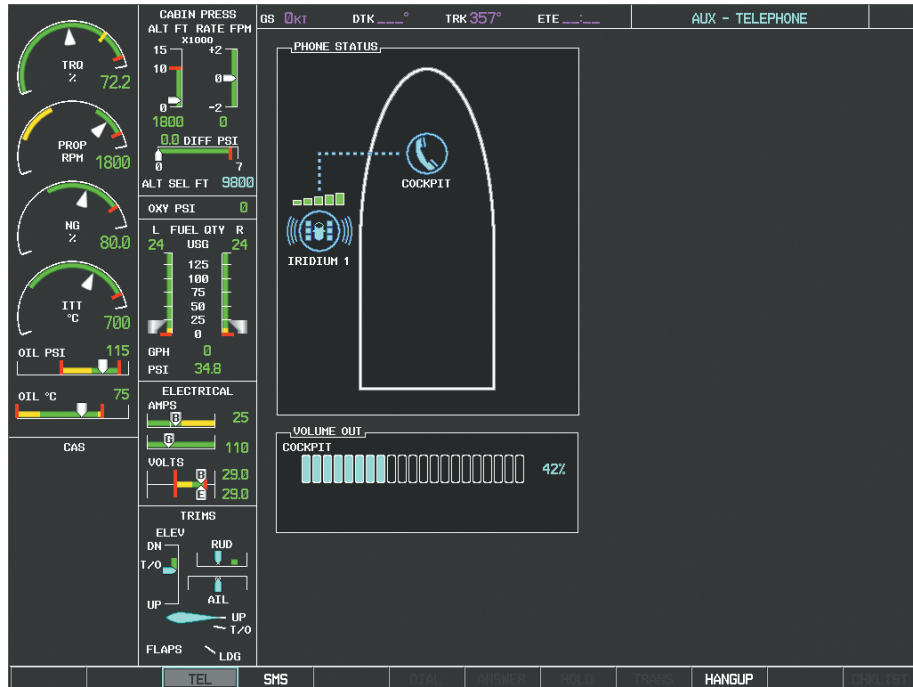 GS 0KT DTK ___° TRK 357° ETE __:__ AUX - TELEPHONE
TRQ
%
72.2
PROP
RPM
1800
NG
%
80.0
ITT
°C
700
OIL PSI 115
OIL °C 75
CAS
CABIN PRESS
ALT FT RATE FPM
X1000
15 +2
10 0
0 -2
1800 0
0.0 DIFF PSI
0 7
ALT SEL FT 9800
OXY PSI 0
L FUEL QTY R
24 USG 24
125
100
75
50
25
0
GPH 0
PSI 34.8
ELECTRICAL
AMPS
B 25
G 110
VOLTS
B 29.0
E 29.0
TRIMS
ELEV
DN RUD
T/O
UP AIL
UP
T/O
FLAPS LDG
PHONE STATUS
COCKPIT
IRIDIUM 1
VOLUME OUT
COCKPIT
42%
TEL SMS DIAL ANSWER HOLD TRANS HANGUP CHKLIST